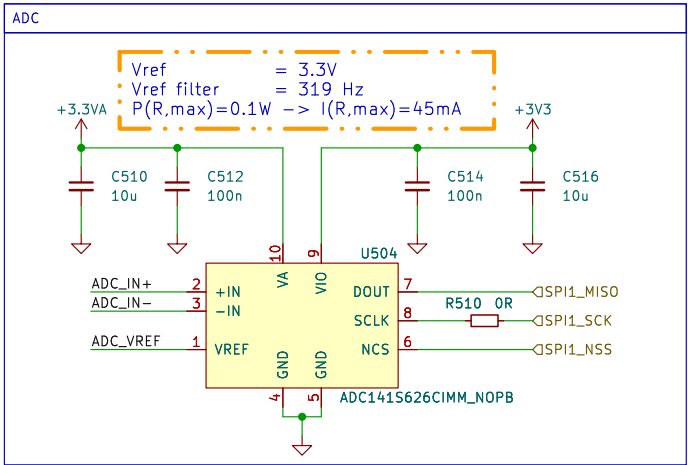 ADC
Vref = 3.3V
Vref filter = 319 Hz
P(R,max)=0.1W -> I(R,max)=45mA
+3.3VA
+3V3
C510
10u
C512
100n
C514
100n
C516
10u
10
9
U504
VA
VIO
ADC_IN+ 2 +IN
ADC_IN- 3 -IN
ADC_VREF 1 VREF
DOUT 7 SPI1_MISO
R510 0R
SCLK 8 SPI1_SCK
NCS 6 SPI1_NSS
GND
GND
4
5
ADC141S626CIMM_NOPB